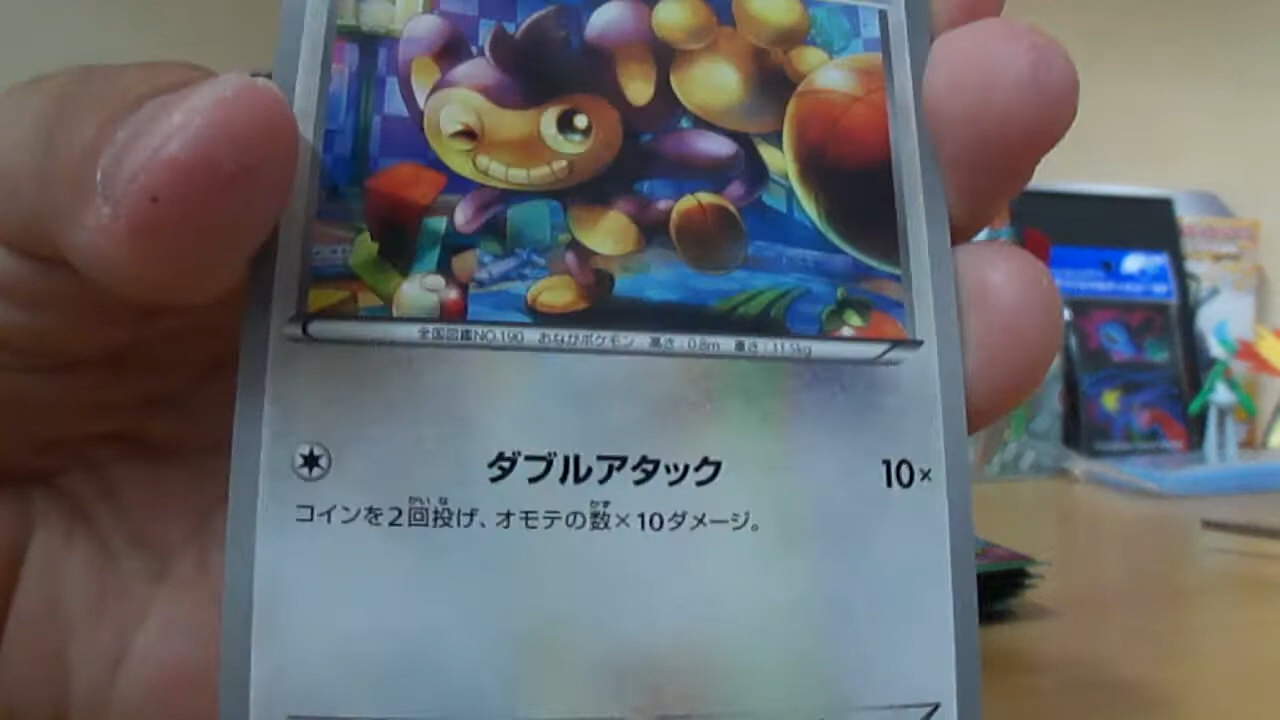 全国図鑑NO.190 おながポケモン 高さ:0.8m 重さ:11.5kg
ダブルアタック 10×
コインを2回投げ、オモテの数×10ダメージ。